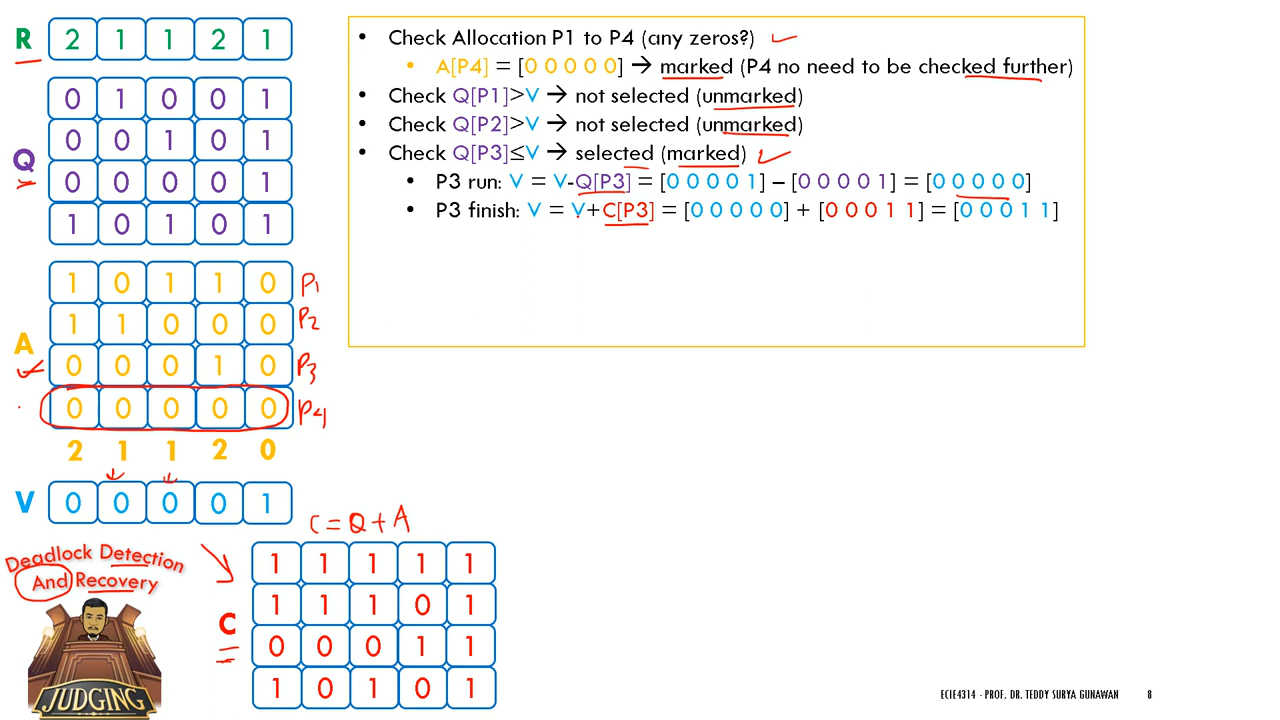 R 2 1 1 2 1
Q
0 1 0 0 1
0 0 1 0 1
0 0 0 0 1
1 0 1 0 1
A
1 0 1 1 0 P1
1 1 0 0 0 P2
0 0 0 1 0 P3
0 0 0 0 0 P4
2 1 1 2 0
V 0 0 0 0 1
• Check Allocation P1 to P4 (any zeros?)
• A[P4] = [0 0 0 0 0] → marked (P4 no need to be checked further)
• Check Q[P1]>V → not selected (unmarked)
• Check Q[P2]>V → not selected (unmarked)
• Check Q[P3]≤V → selected (marked)
• P3 run: V = V-Q[P3] = [0 0 0 0 1] – [0 0 0 0 1] = [0 0 0 0 0]
• P3 finish: V = V+C[P3] = [0 0 0 0 0] + [0 0 0 1 1] = [0 0 0 1 1]
C = Q + A
C
1 1 1 1 1
1 1 1 0 1
0 0 0 1 1
1 0 1 0 1
Deadlock Detection
And Recovery
JUDGING
ECIE4314 - PROF. DR. TEDDY SURYA GUNAWAN 8